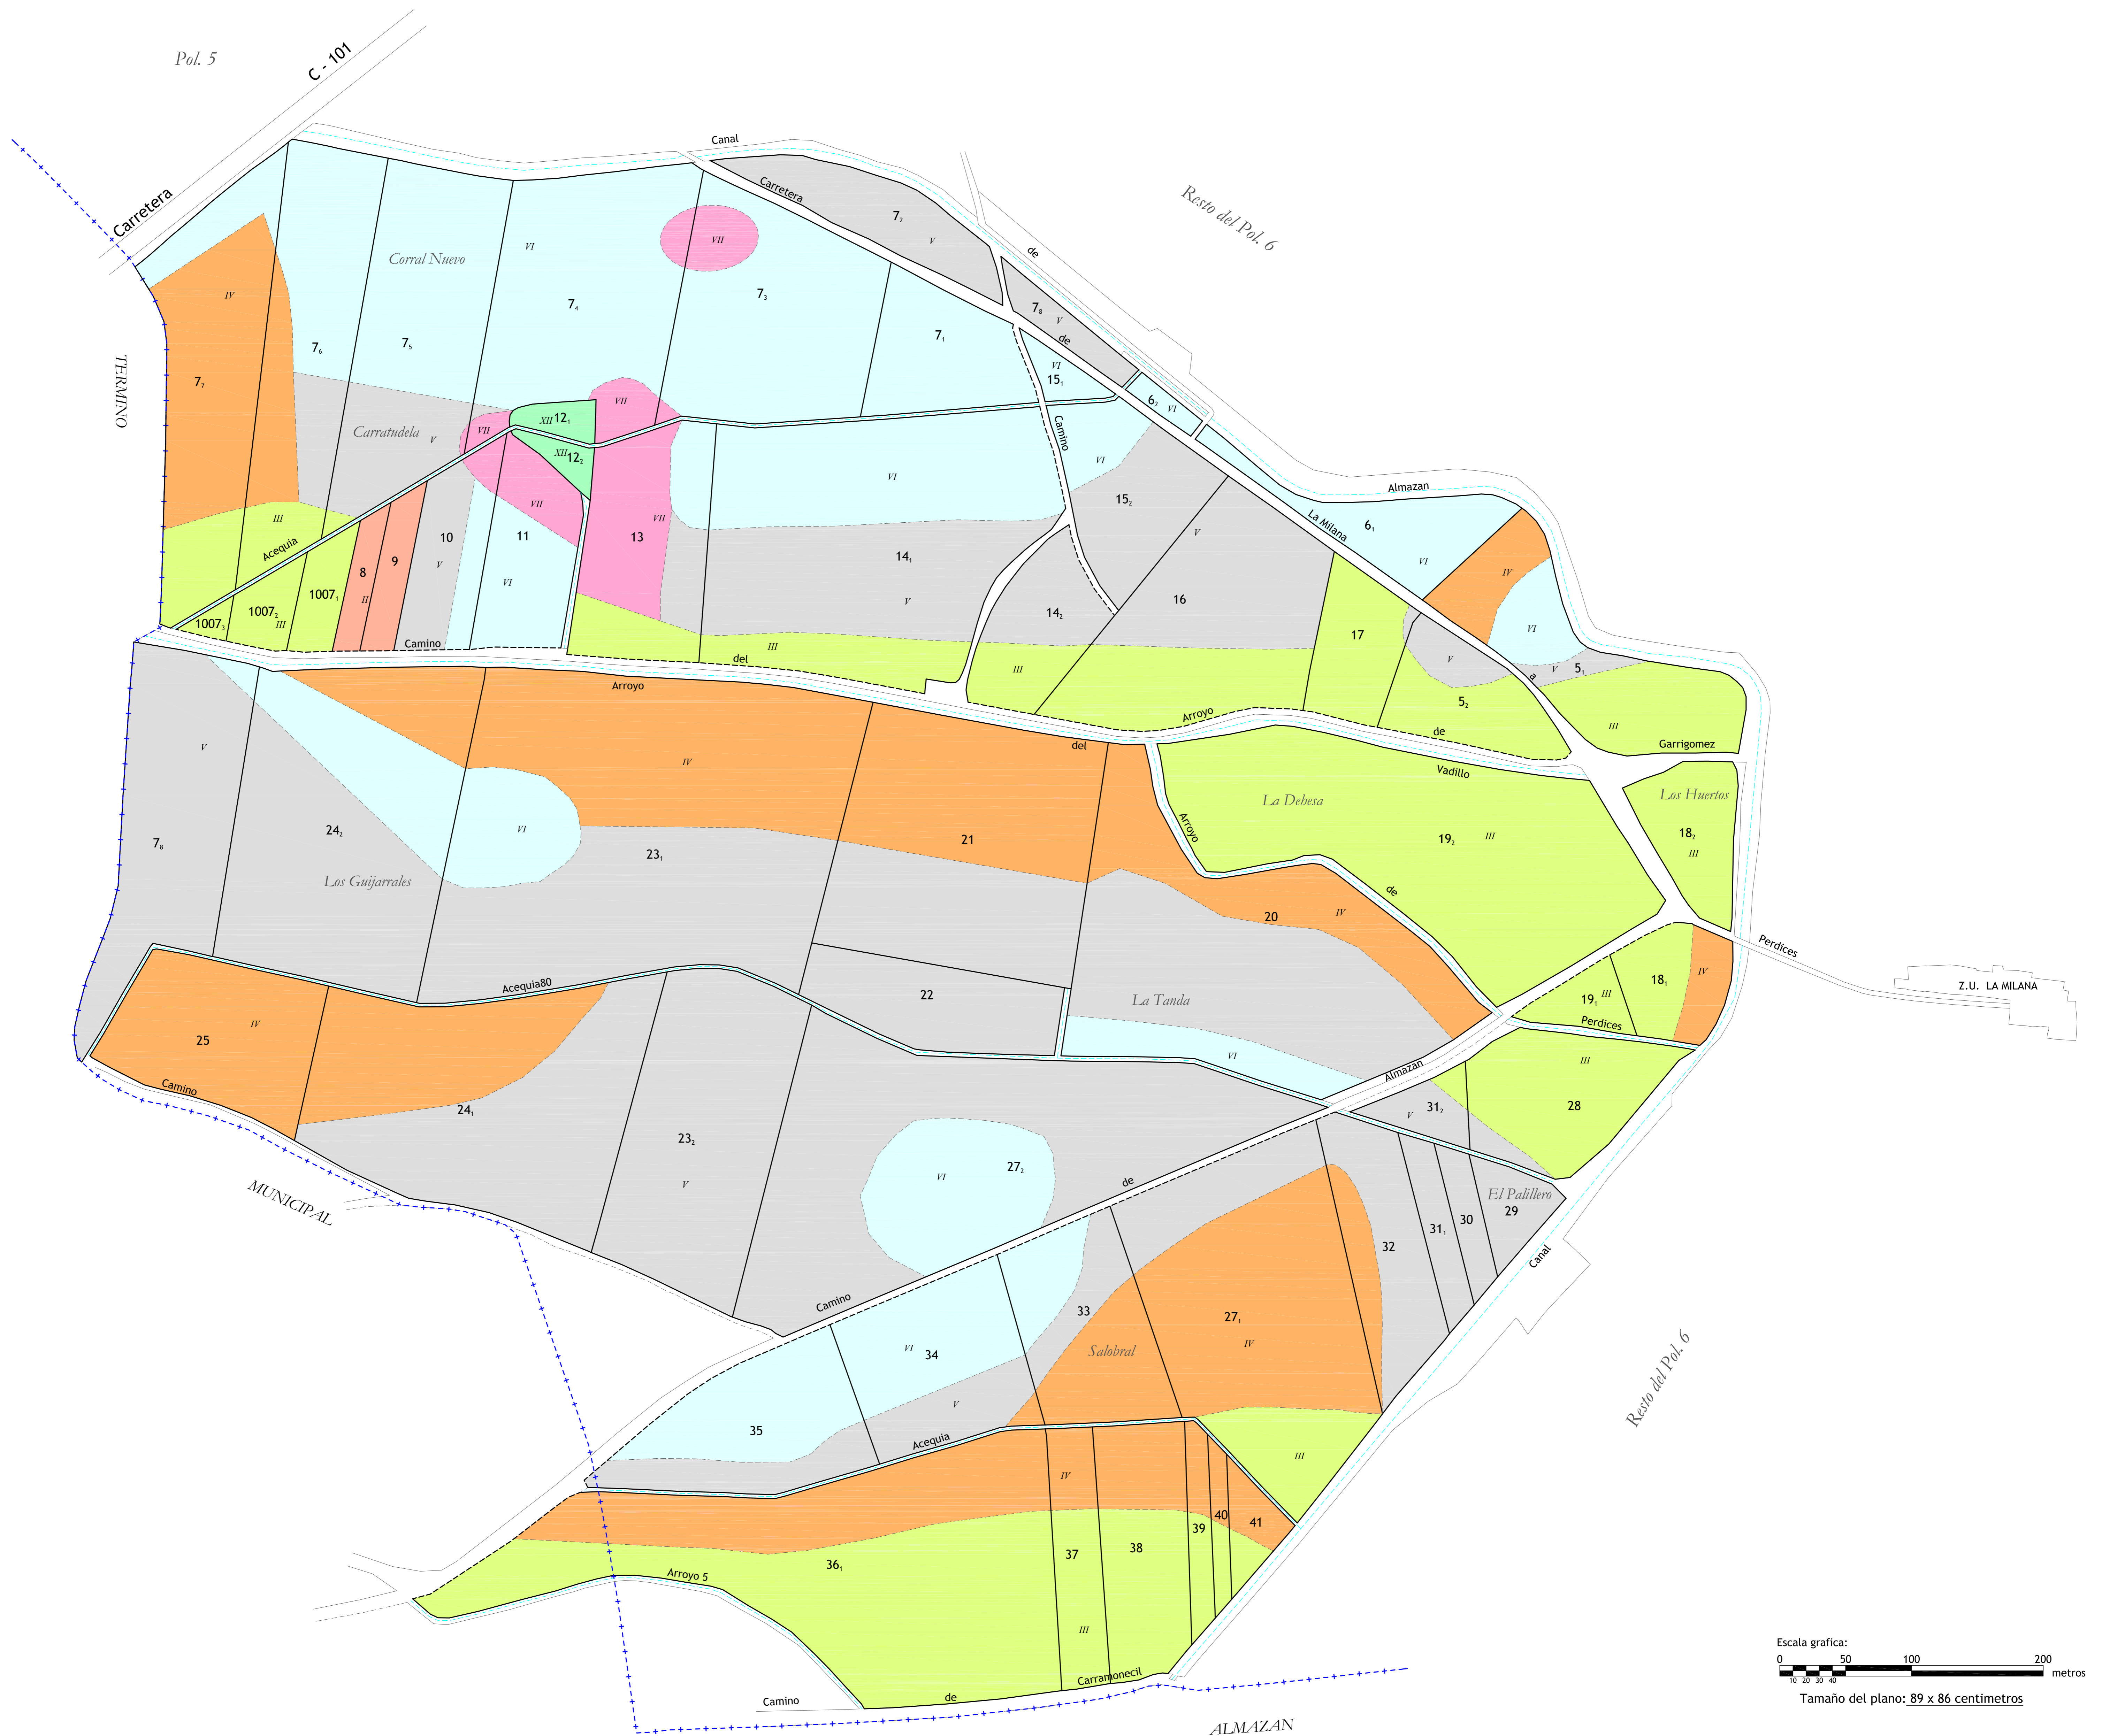 Pol. 5
C - 101
Carretera
TERMINO
Canal
Carretera
7₂
V
de
Resto del Pol. 6
VII
Corral Nuevo
VI
IV
7₄
7₃
7₈
V
de
7₁
7₆
7₅
7₇
VI
15₁
6₂
VI
VII
XII
12₁
Carratudela
V
VII
XII
12₂
Camino
VI
VI
Almazan
15₂
La Milana
6₁
III
VII
VII
V
Acequia
10
11
13
14₁
VI
8
9
V
II
VI
IV
1007₁
1007₂
1007₃
III
V
14₂
16
17
VI
Camino
del
III
III
V
V
5₁
a
Arroyo
5₂
Arroyo
de
III
del
Garrigomez
V
IV
Vadillo
La Dehesa
Los Huertos
24₂
VI
Arroyo
19₂
III
18₂
III
7₈
23₁
21
Los Guijarrales
de
20
IV
Perdices
Acequia80
22
La Tanda
19₁
III
18₁
IV
Z.U. LA MILANA
25
IV
Perdices
VI
Almazan
III
Camino
24₁
V
31₂
28
23₂
V
VI
27₂
de
El Palillero
29
MUNICIPAL
31₁
30
32
Canal
Camino
33
27₁
IV
VI
34
Salobral
Resto del Pol. 6
V
35
Acequia
III
IV
40
41
39
36₁
37
38
Arroyo 5
III
Carramonecil
Camino
de
ALMAZAN
Escala grafica:
0 50 100 200
metros
10 20 30 40
Tamaño del plano: 89 x 86 centimetros